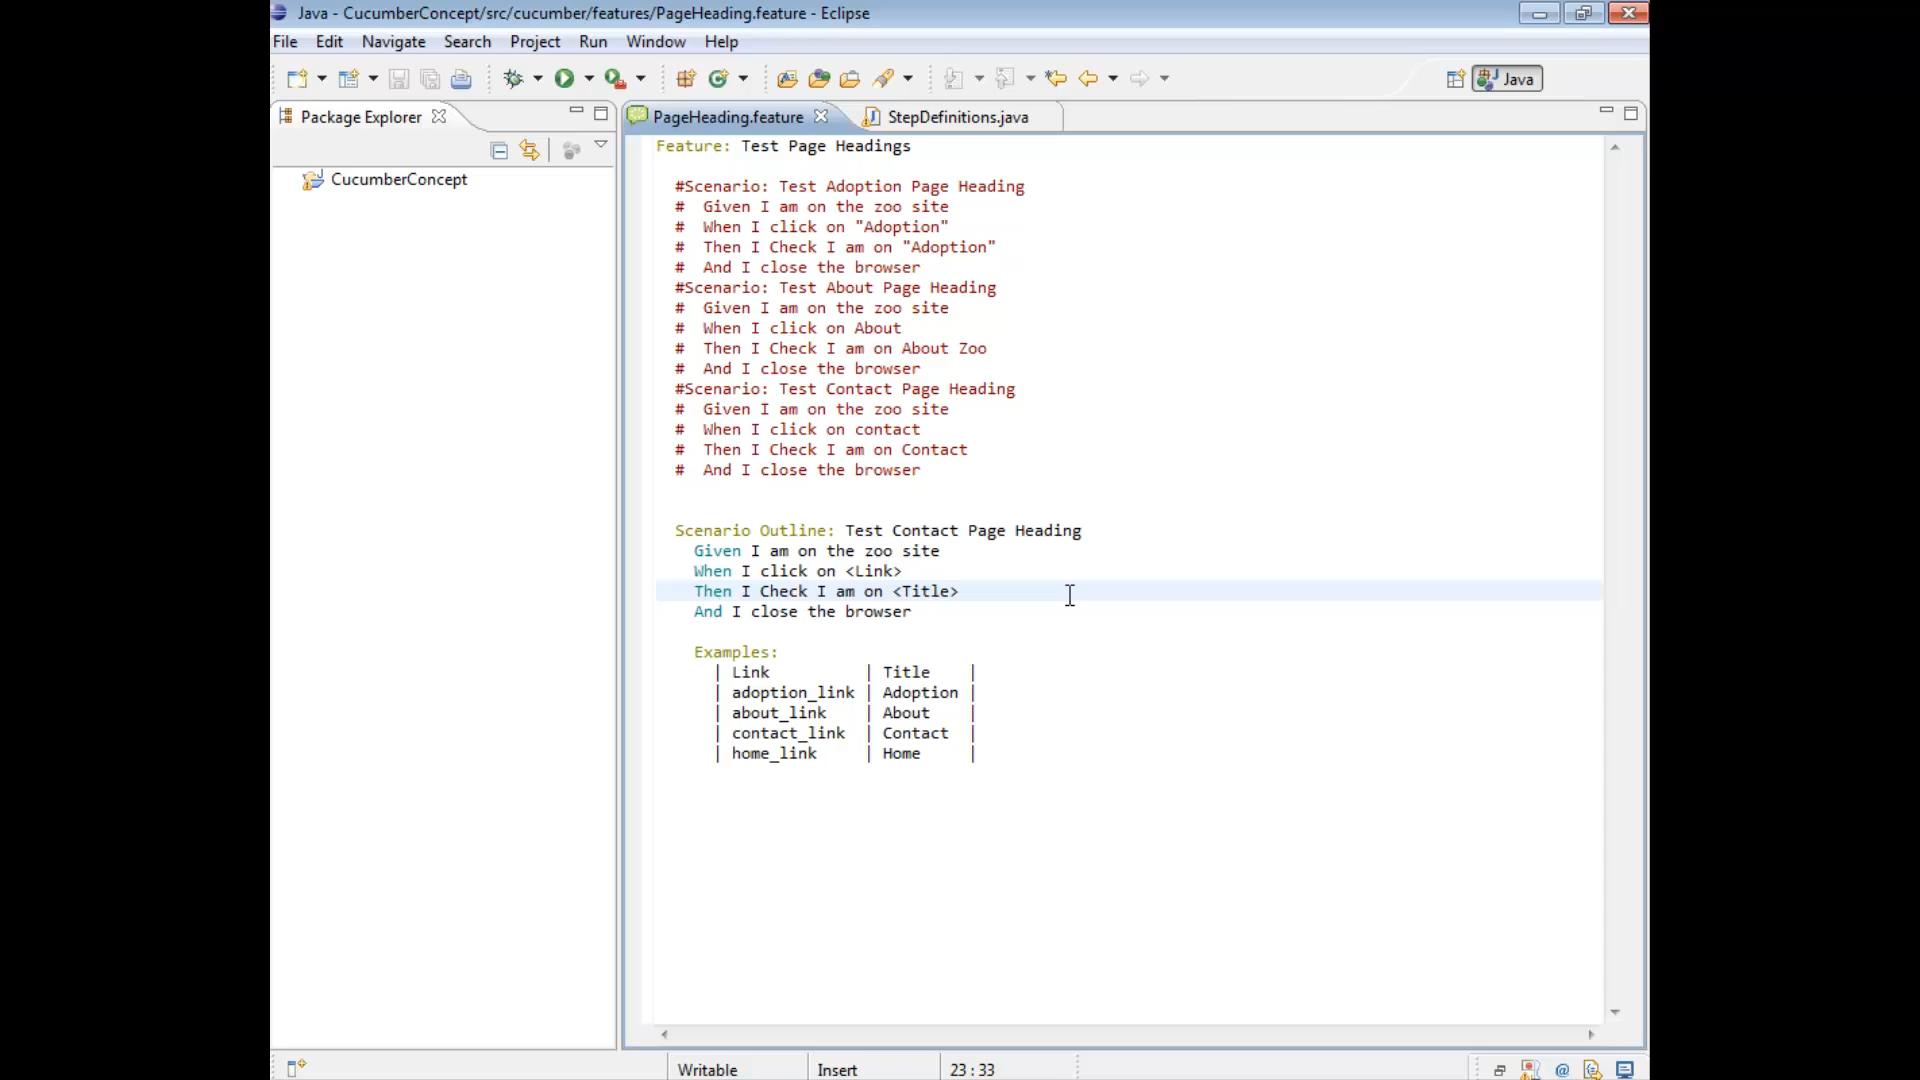 Java - CucumberConcept/src/cucumber/features/PageHeading.feature - Eclipse
File Edit Navigate Search Project Run Window Help
Java
Package Explorer
PageHeading.feature
StepDefinitions.java
CucumberConcept
Feature: Test Page Headings
#Scenario: Test Adoption Page Heading
#  Given I am on the zoo site
#  When I click on "Adoption"
#  Then I Check I am on "Adoption"
#  And I close the browser
#Scenario: Test About Page Heading
#  Given I am on the zoo site
#  When I click on About
#  Then I Check I am on About Zoo
#  And I close the browser
#Scenario: Test Contact Page Heading
#  Given I am on the zoo site
#  When I click on contact
#  Then I Check I am on Contact
#  And I close the browser
Scenario Outline: Test Contact Page Heading
Given I am on the zoo site
When I click on <Link>
Then I Check I am on <Title>
And I close the browser
Examples:
| Link          | Title    |
| adoption_link | Adoption |
| about_link    | About    |
| contact_link  | Contact  |
| home_link     | Home     |
Writable Insert 23 : 33